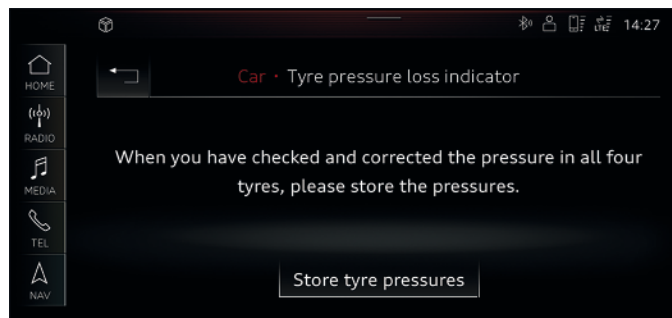 LTE 14:27
HOME
Car • Tyre pressure loss indicator
RADIO
When you have checked and corrected the pressure in all four
tyres, please store the pressures.
MEDIA
TEL
Store tyre pressures
NAV